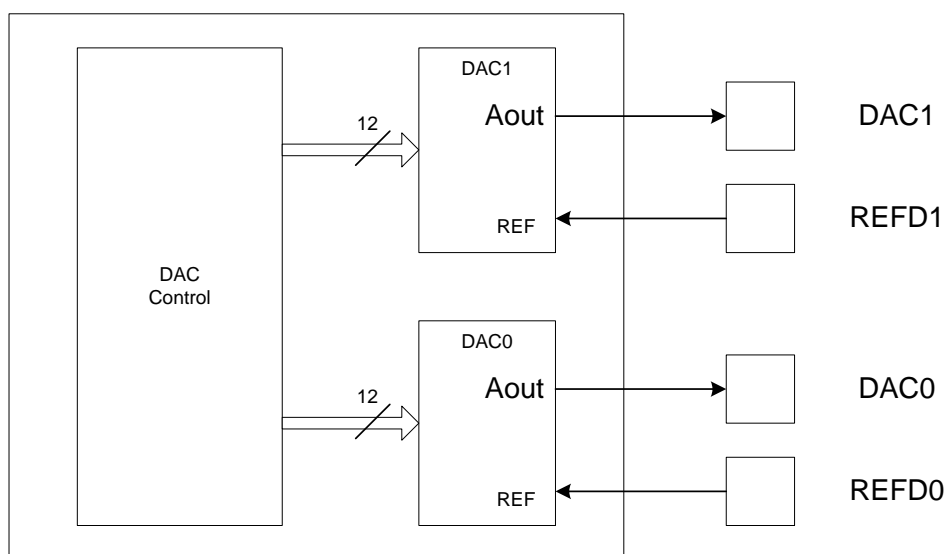 DAC1
12
Aout
DAC1
REF
REFD1
DAC
Control
DAC0
12
Aout
DAC0
REF
REFD0